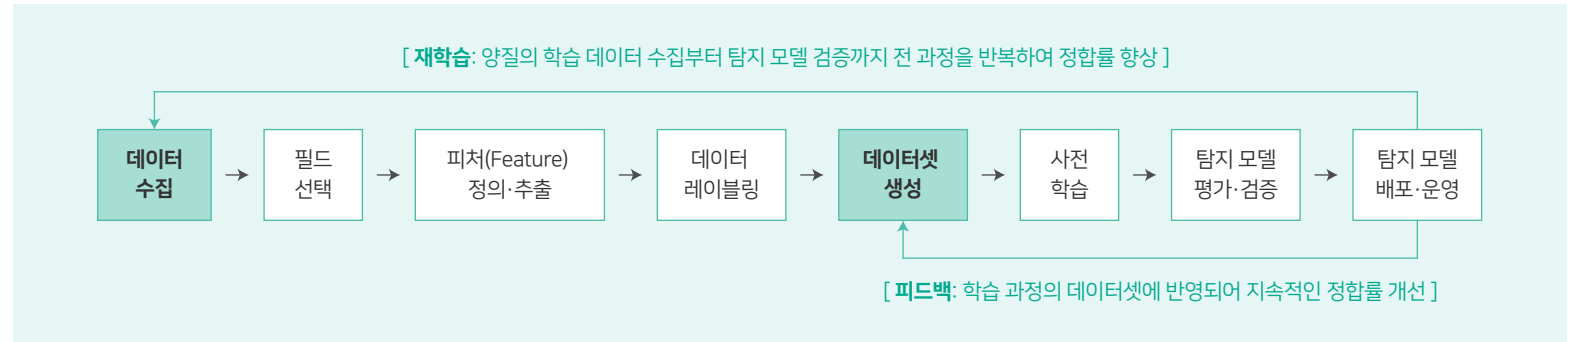 [ 재학습: 양질의 학습 데이터 수집부터 탐지 모델 검증까지 전 과정을 반복하여 정합률 향상 ]
데이터
수집
필드
선택
피처(Feature)
정의·추출
데이터
레이블링
데이터셋
생성
사전
학습
탐지 모델
평가·검증
탐지 모델
배포·운영
[ 피드백: 학습 과정의 데이터셋에 반영되어 지속적인 정합률 개선 ]